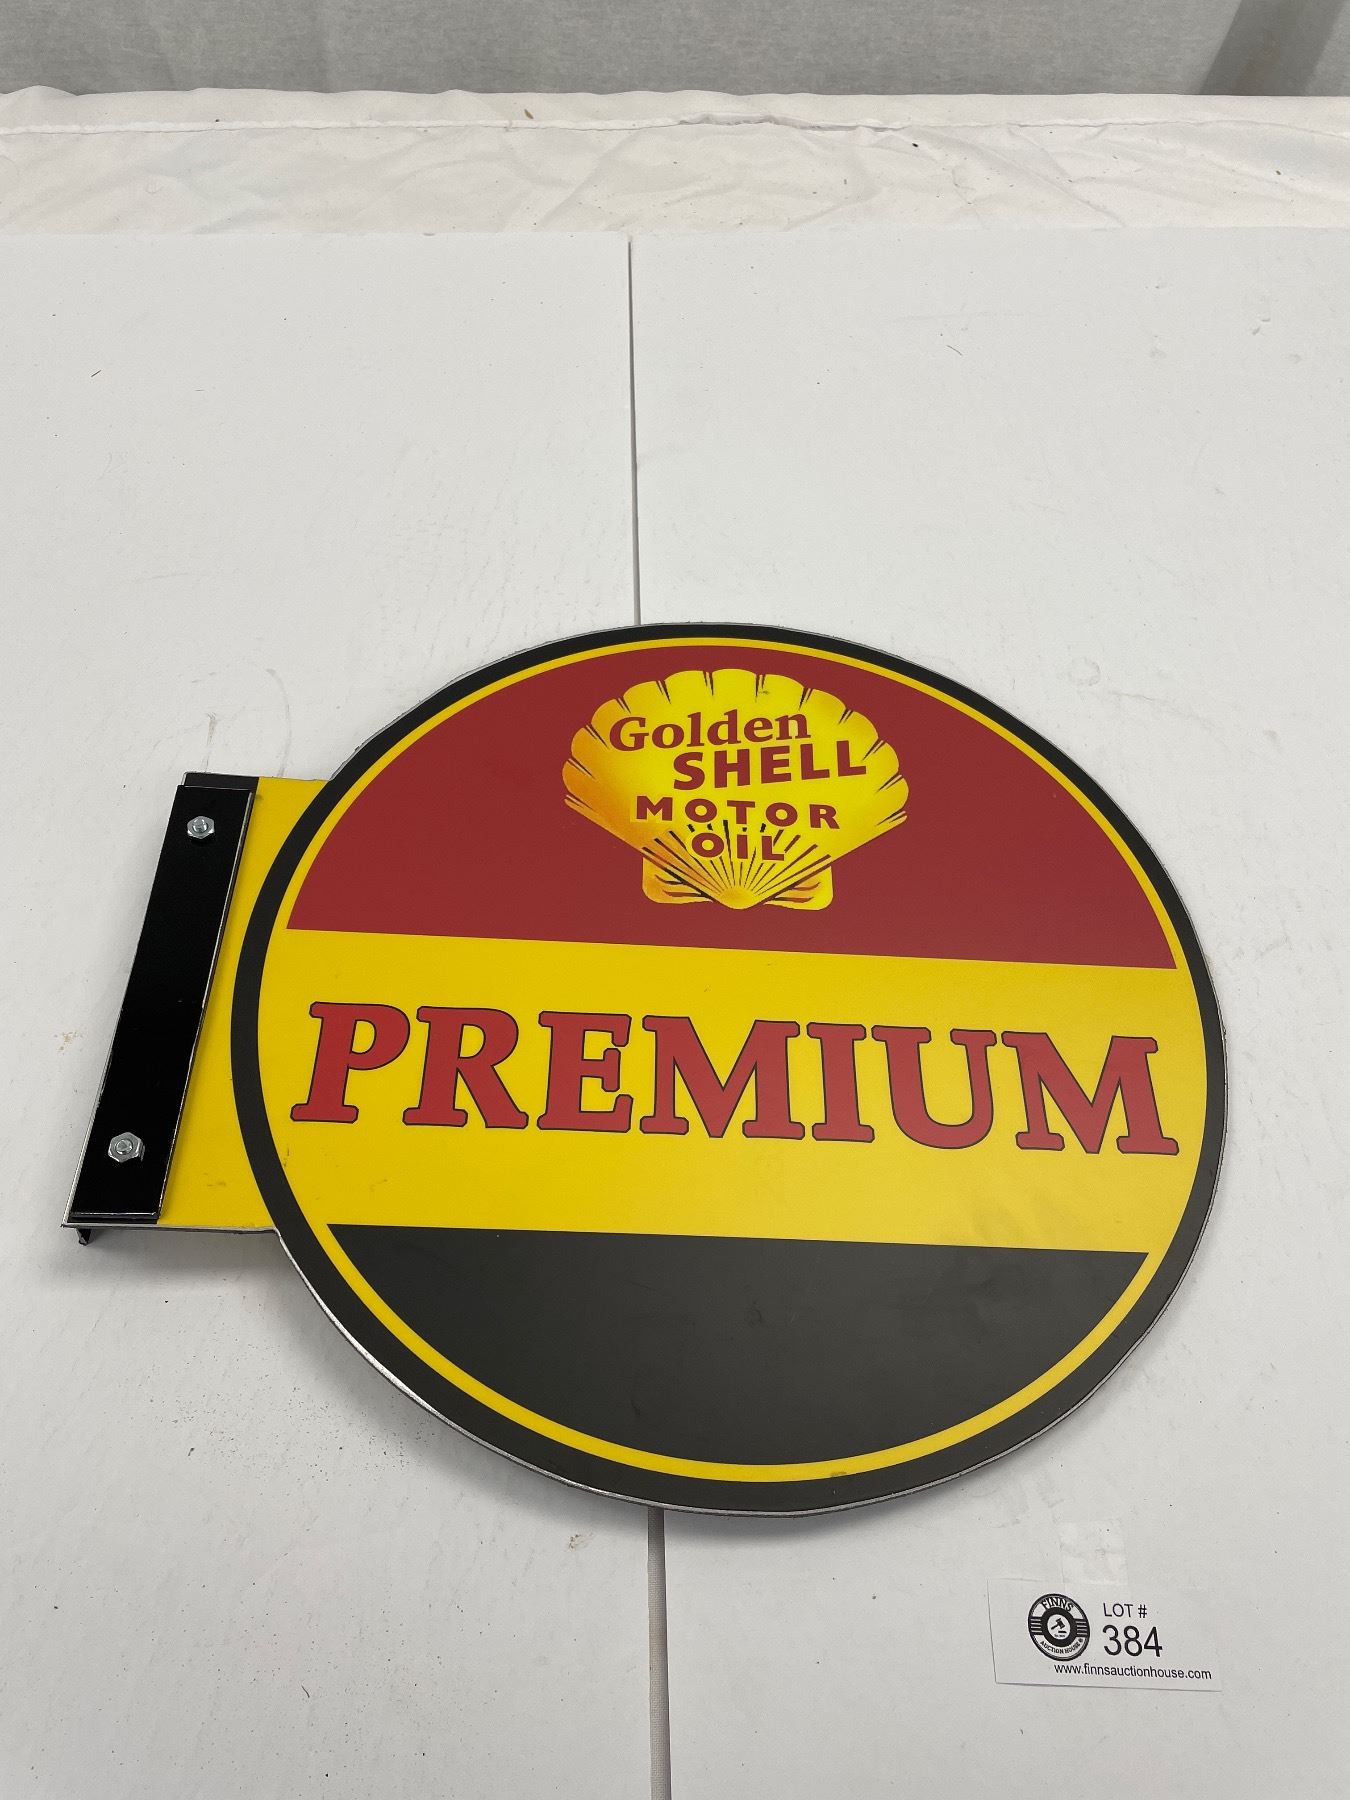 Golden
SHELL
MOTOR
OIL
PREMIUM
FINNS
AUCTION HOUSE
LOT #
384
www.finnsauctionhouse.com